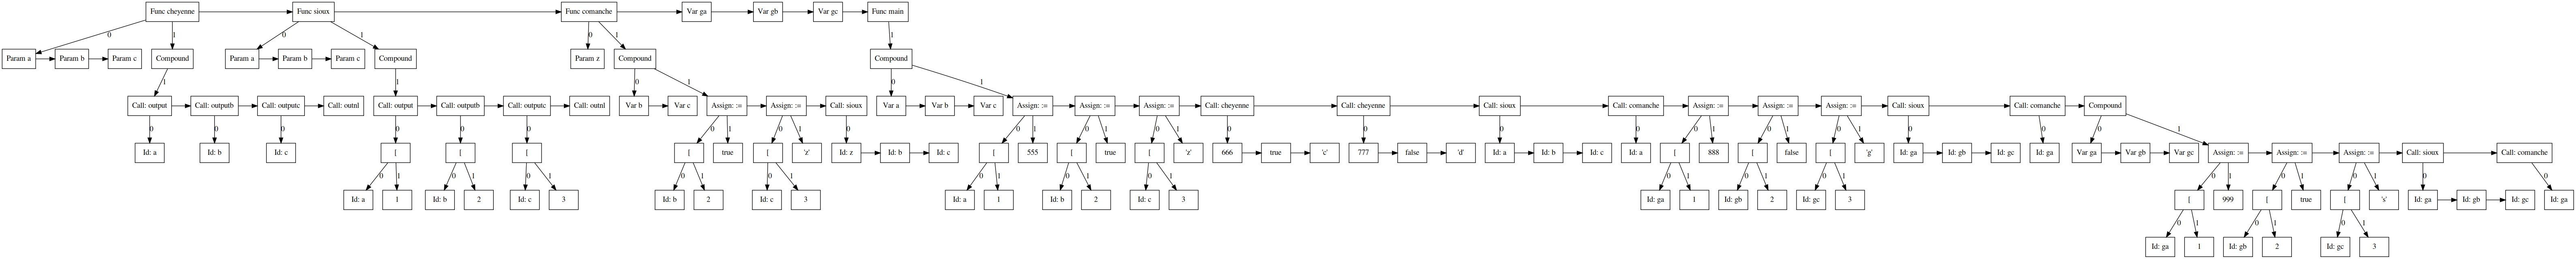 Func cheyenne Func sioux Func comanche Var ga Var gb Var gc Func main
0 1 0 1 0 1 1
Param a Param b Param c Compound Param a Param b Param c Compound Param z Compound Compound
1 1 0 1 0 1
Call: output Call: outputb Call: outputc Call: outnl Call: output Call: outputb Call: outputc Call: outnl Var b Var c Assign: := Assign: := Call: sioux Var a Var b Var c Assign: := Assign: := Assign: := Call: cheyenne Call: cheyenne Call: sioux Call: comanche Assign: := Assign: := Assign: := Call: sioux Call: comanche Compound
0 0 0 0 0 0 0 1 0 1 0 0 1 0 1 0 1 0 0 0 0 0 1 0 1 0 1 0 0 0 1
Id: a Id: b Id: c [ [ [ [ true [ 'z' Id: z Id: b Id: c [ 555 [ true [ 'z' 666 true 'c' 777 false 'd' Id: a Id: b Id: c Id: a [ 888 [ false [ 'g' Id: ga Id: gb Id: gc Id: ga Var ga Var gb Var gc Assign: := Assign: := Assign: := Call: sioux Call: comanche
0 1 0 1 0 1 0 1 0 1 0 1 0 1 0 1 0 1 0 1 0 1 0 1 0 1 0 1 0 0
Id: a 1 Id: b 2 Id: c 3 Id: b 2 Id: c 3 Id: a 1 Id: b 2 Id: c 3 Id: ga 1 Id: gb 2 Id: gc 3 [ 999 [ true [ 's' Id: ga Id: gb Id: gc Id: ga
0 1 0 1 0 1
Id: ga 1 Id: gb 2 Id: gc 3